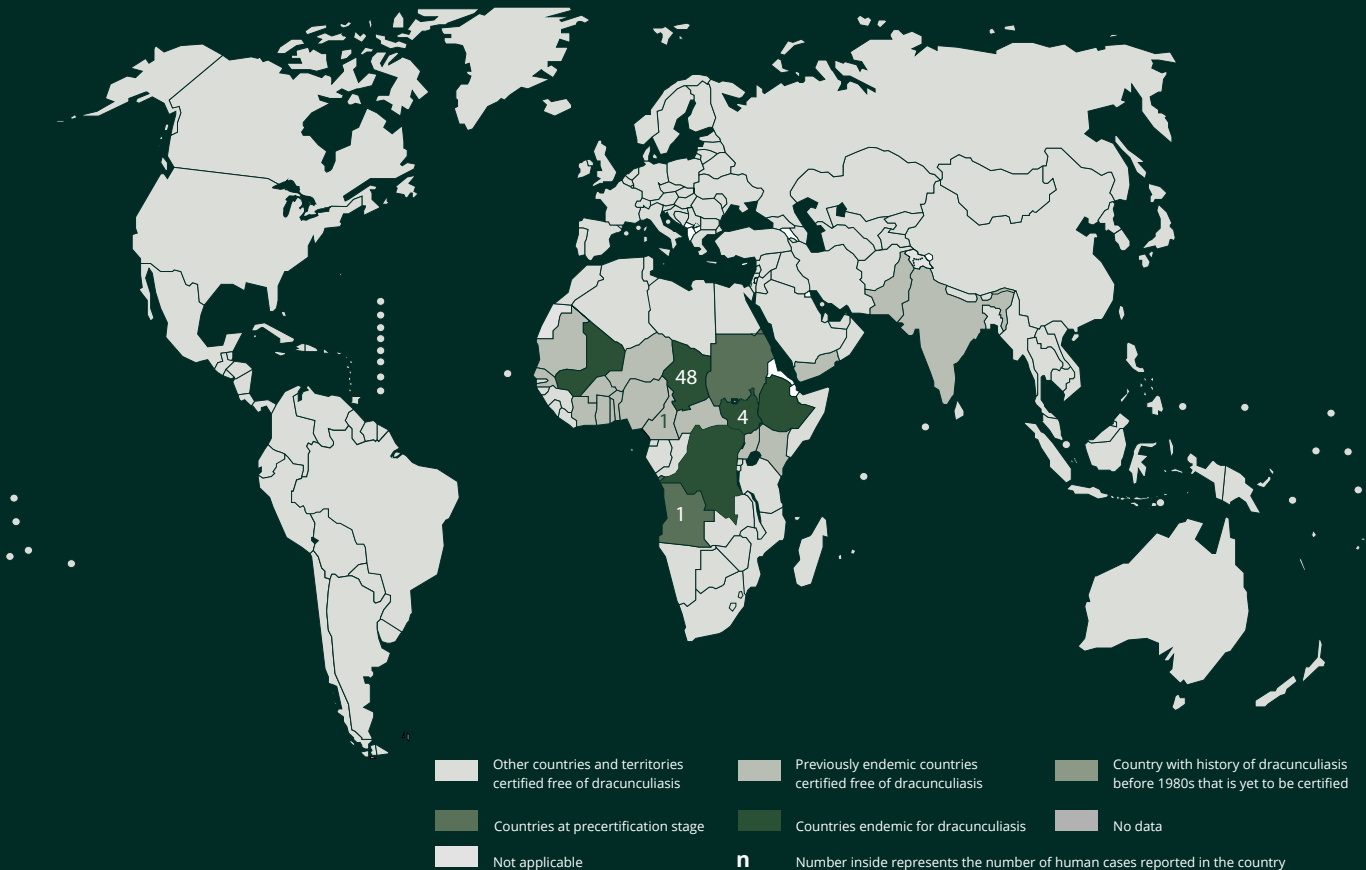 48
1
4
1
Other countries and territories
certified free of dracunculiasis
Previously endemic countries
certified free of dracunculiasis
Country with history of dracunculiasis
before 1980s that is yet to be certified
Countries at precertification stage
Countries endemic for dracunculiasis
No data
Not applicable
n Number inside represents the number of human cases reported in the country